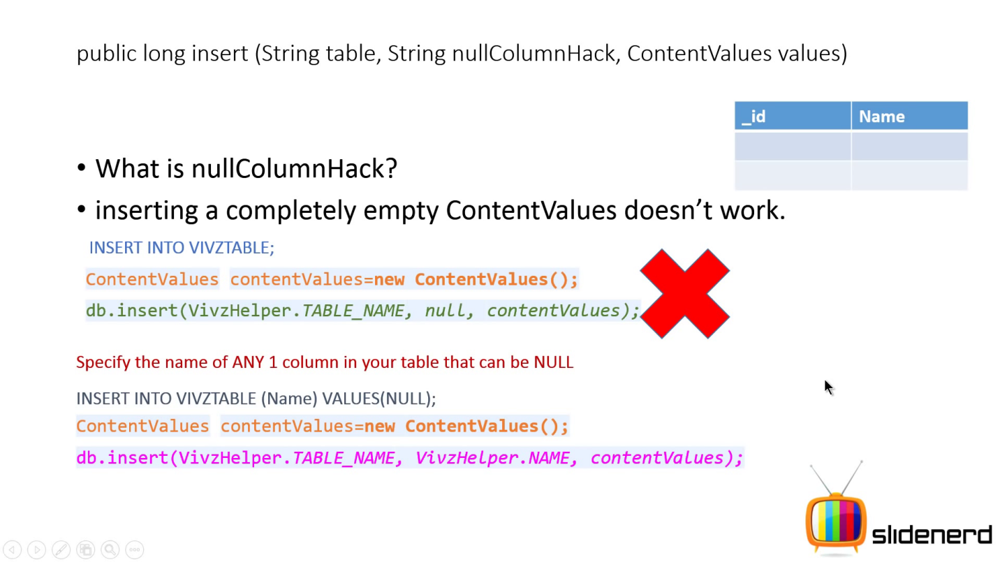 public long insert (String table, String nullColumnHack, ContentValues values)
_id Name
• What is nullColumnHack?
• inserting a completely empty ContentValues doesn’t work.
INSERT INTO VIVZTABLE;
ContentValues contentValues=new ContentValues();
db.insert(VivzHelper.TABLE_NAME, null, contentValues);
Specify the name of ANY 1 column in your table that can be NULL
INSERT INTO VIVZTABLE (Name) VALUES(NULL);
ContentValues contentValues=new ContentValues();
db.insert(VivzHelper.TABLE_NAME, VivzHelper.NAME, contentValues);
slidenerd